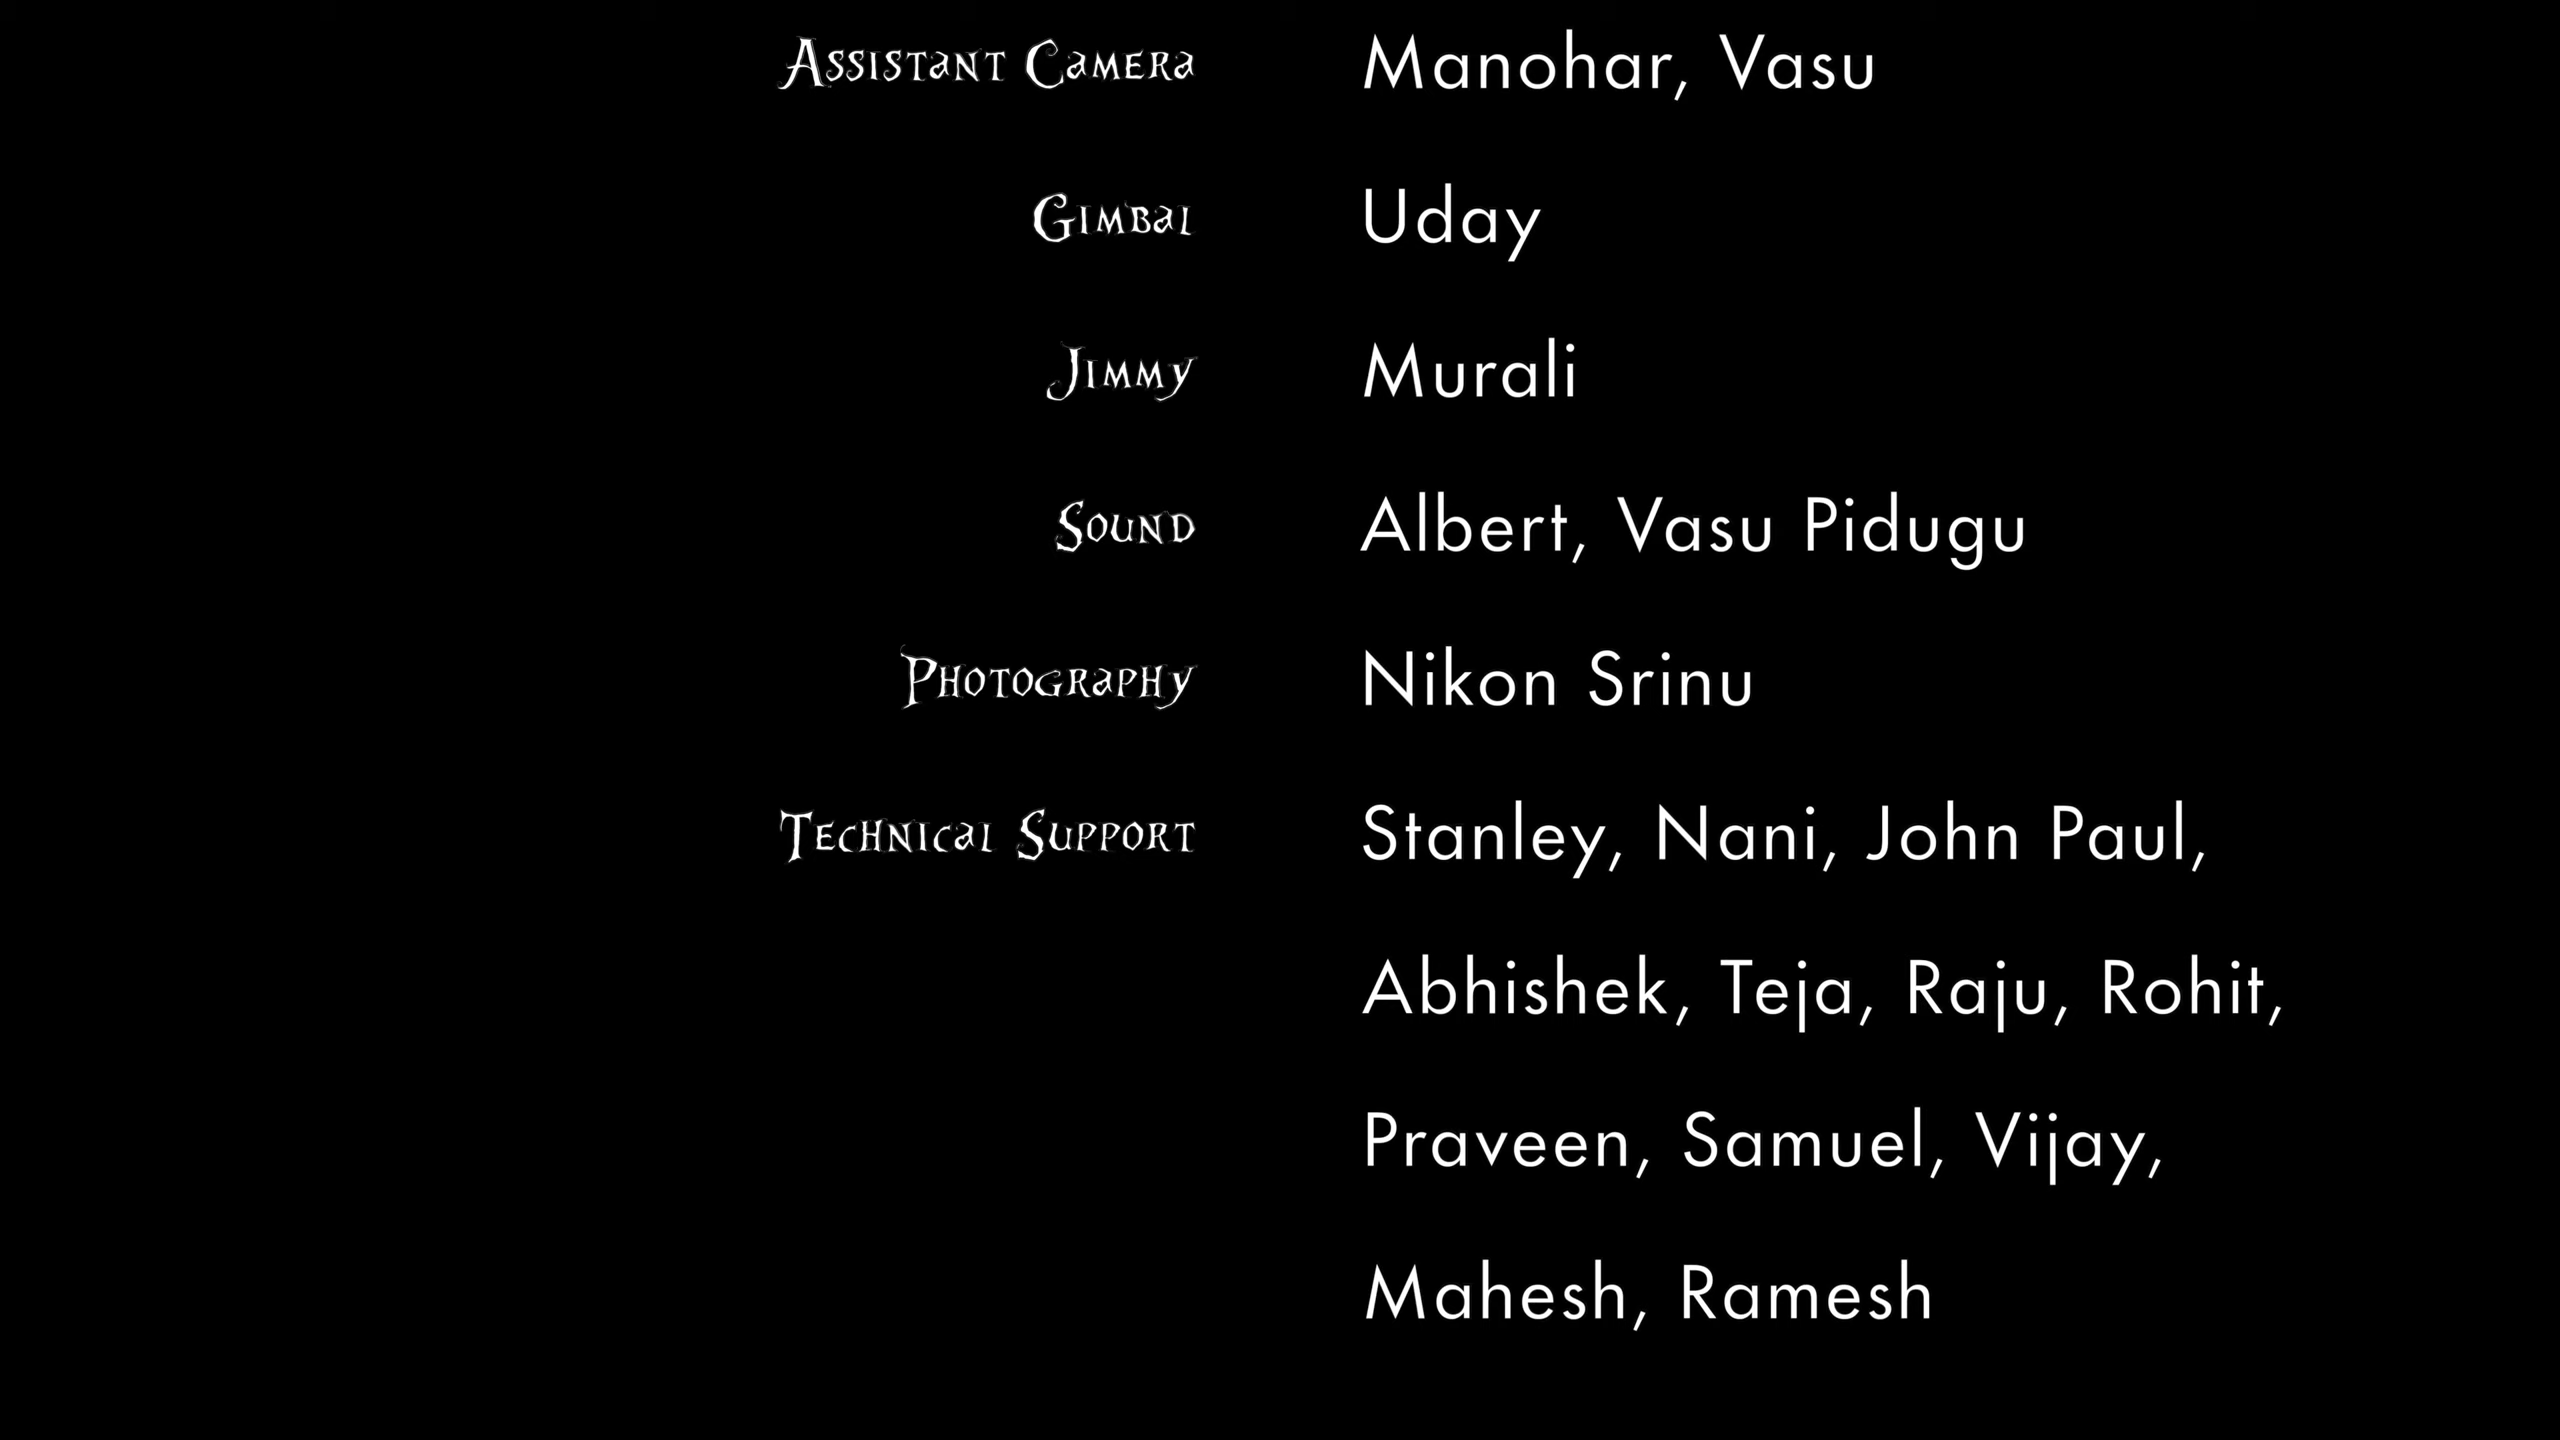 Assistant Camera Manohar, Vasu
Gimbal Uday
Jimmy Murali
Sound Albert, Vasu Pidugu
Photography Nikon Srinu
Technical Support Stanley, Nani, John Paul,
Abhishek, Teja, Raju, Rohit,
Praveen, Samuel, Vijay,
Mahesh, Ramesh